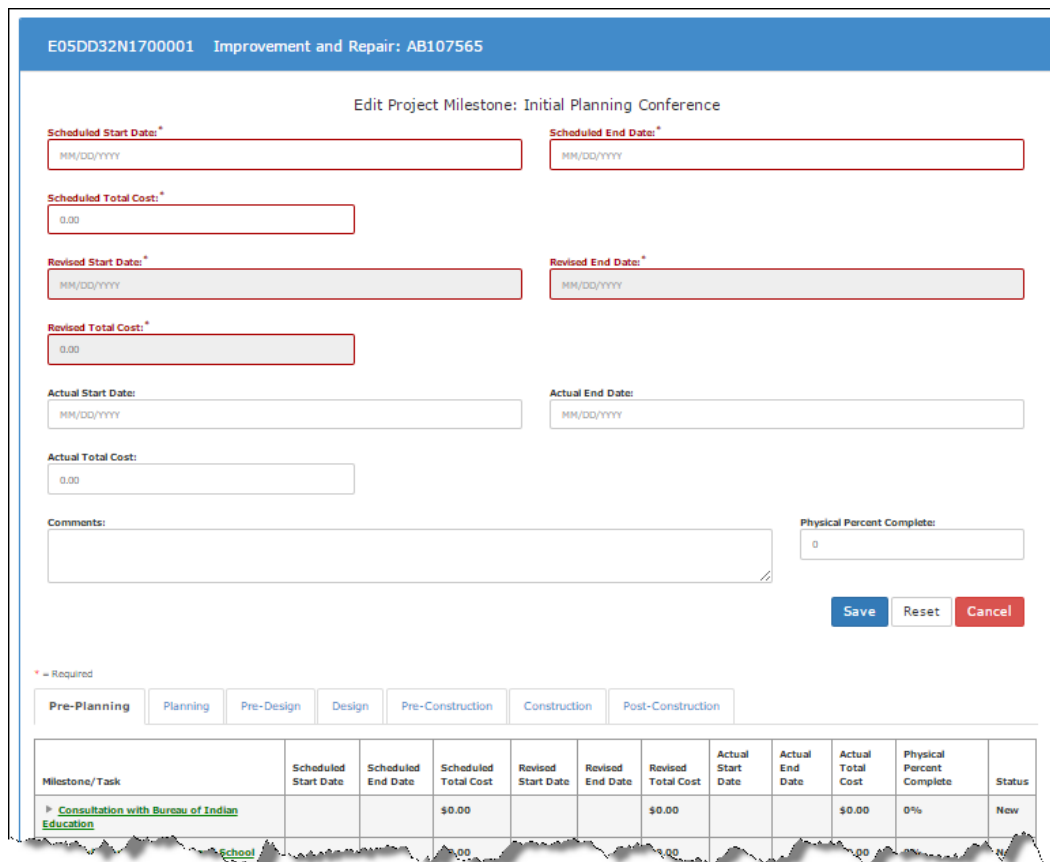 E05DD32N1700001 Improvement and Repair: AB107565
Edit Project Milestone: Initial Planning Conference
Scheduled Start Date:* Scheduled End Date:*
MM/DD/YYYY MM/DD/YYYY
Scheduled Total Cost:*
0.00
Revised Start Date:* Revised End Date:*
MM/DD/YYYY MM/DD/YYYY
Revised Total Cost:*
0.00
Actual Start Date: Actual End Date:
MM/DD/YYYY MM/DD/YYYY
Actual Total Cost:
0.00
Comments: Physical Percent Complete:
0
Save Reset Cancel
* = Required
Pre-Planning Planning Pre-Design Design Pre-Construction Construction Post-Construction
Milestone/Task Scheduled Start Date Scheduled End Date Scheduled Total Cost Revised Start Date Revised End Date Revised Total Cost Actual Start Date Actual End Date Actual Total Cost Physical Percent Complete Status
Consultation with Bureau of Indian $0.00 $0.00 $0.00 0% New
Education
School